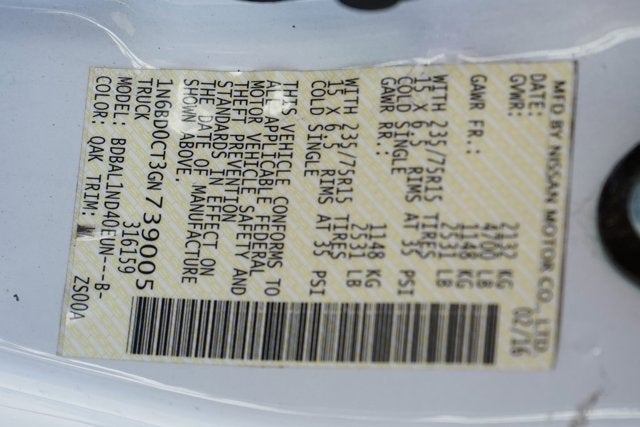 MFD BY NISSAN MOTOR CO., LTD.
DATE: 02/16
GVWR: 2132 KG
4700 LB
GAWR FR.: 1148 KG
2531 LB
WITH 235/75R15 TIRES
15 X 6.5 RIMS AT 35 PSI
COLD SINGLE
GAWR RR.: 1148 KG
2531 LB
WITH 235/75R15 TIRES
15 X 6.5 RIMS AT 35 PSI
COLD SINGLE
THIS VEHICLE CONFORMS TO
ALL APPLICABLE FEDERAL
MOTOR VEHICLE SAFETY AND
THEFT PREVENTION
STANDARDS IN EFFECT ON
THE DATE OF MANUFACTURE
SHOWN ABOVE.
1N6BD0CT3GN739005
TRUCK 316159
MODEL: BDBAL1ND40EUN---B-
COLOR: QAK TRIM: W ZS00A